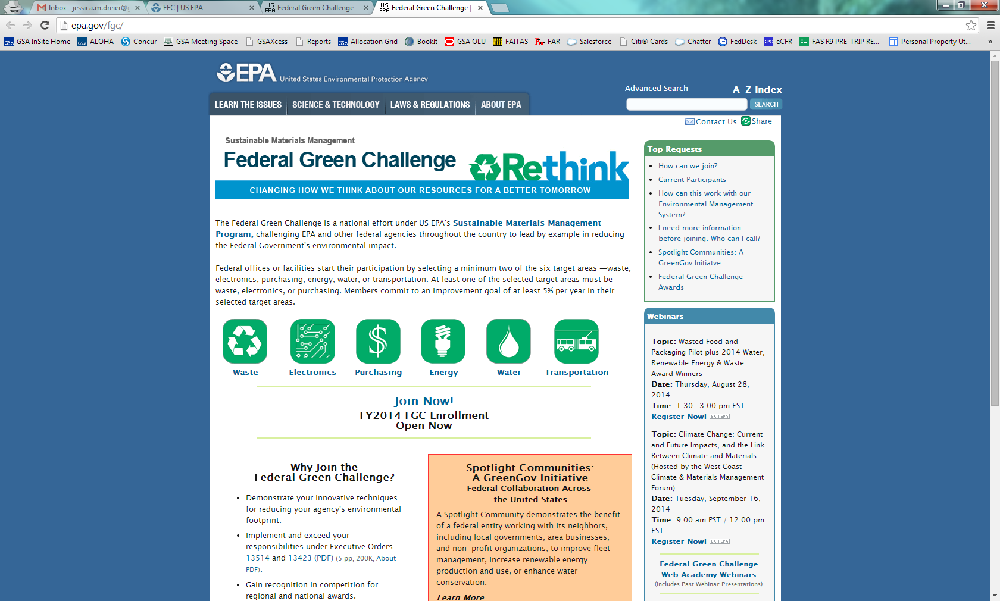 Inbox - jessica.m.dreier@g
FEC | US EPA
US EPA Federal Green Challenge -
US EPA Federal Green Challenge |
epa.gov/fgc/
GSA InSite Home
ALOHA
Concur
GSA Meeting Space
GSAXcess
Reports
Allocation Grid
BookIt
GSA OLU
FAITAS
FAR
Salesforce
Citi® Cards
Chatter
FedDesk
eCFR
FAS R9 PRE-TRIP RE...
Personal Property Ut...
»
EPA United States Environmental Protection Agency
Advanced Search
A-Z Index
LEARN THE ISSUES
SCIENCE & TECHNOLOGY
LAWS & REGULATIONS
ABOUT EPA
SEARCH
Contact Us
Share
Sustainable Materials Management
Federal Green Challenge
Rethink
CHANGING HOW WE THINK ABOUT OUR RESOURCES FOR A BETTER TOMORROW
The Federal Green Challenge is a national effort under US EPA's Sustainable Materials Management
Program, challenging EPA and other federal agencies throughout the country to lead by example in reducing
the Federal Government's environmental impact.
Federal offices or facilities start their participation by selecting a minimum two of the six target areas —waste,
electronics, purchasing, energy, water, or transportation. At least one of the selected target areas must be
waste, electronics, or purchasing. Members commit to an improvement goal of at least 5% per year in their
selected target areas.
Waste
Electronics
Purchasing
Energy
Water
Transportation
Join Now!
FY2014 FGC Enrollment
Open Now
Why Join the
Federal Green Challenge?
• Demonstrate your innovative techniques
for reducing your agency's environmental
footprint.
• Implement and exceed your
responsibilities under Executive Orders
13514 and 13423 (PDF) (5 pp, 200K, About
PDF).
• Gain recognition in competition for
regional and national awards.
Spotlight Communities:
A GreenGov Initiative
Federal Collaboration Across
the United States
A Spotlight Community demonstrates the benefit
of a federal entity working with its neighbors,
including local governments, area businesses,
and non-profit organizations, to improve fleet
management, increase renewable energy
production and use, or enhance water
conservation.
Learn More
Top Requests
• How can we join?
• Current Participants
• How can this work with our
Environmental Management
System?
• I need more information
before joining. Who can I call?
• Spotlight Communities: A
GreenGov Initiatve
• Federal Green Challenge
Awards
Webinars
Topic: Wasted Food and
Packaging Pilot plus 2014 Water,
Renewable Energy & Waste
Award Winners
Date: Thursday, August 28,
2014
Time: 1:30 -3:00 pm EST
Register Now! EXIT EPA
Topic: Climate Change: Current
and Future Impacts, and the Link
Between Climate and Materials
(Hosted by the West Coast
Climate & Materials Management
Forum)
Date: Tuesday, September 16,
2014
Time: 9:00 am PST / 12:00 pm
EST
Register Now! EXIT EPA
Federal Green Challenge
Web Academy Webinars
(Includes Past Webinar Presentations)